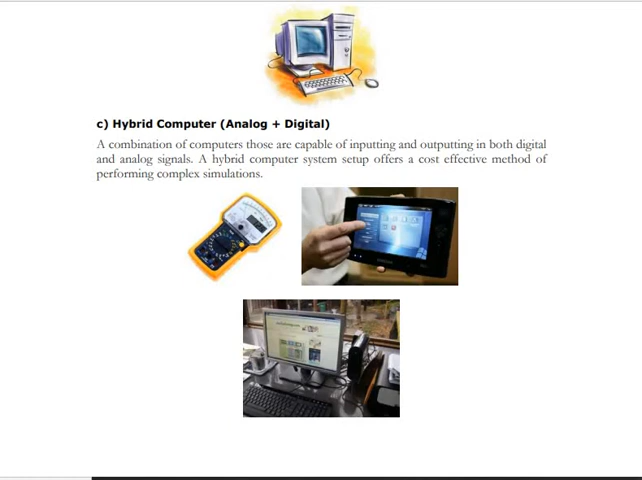 c) Hybrid Computer (Analog + Digital)
A combination of computers those are capable of inputting and outputting in both digital
and analog signals. A hybrid computer system setup offers a cost effective method of
performing complex simulations.